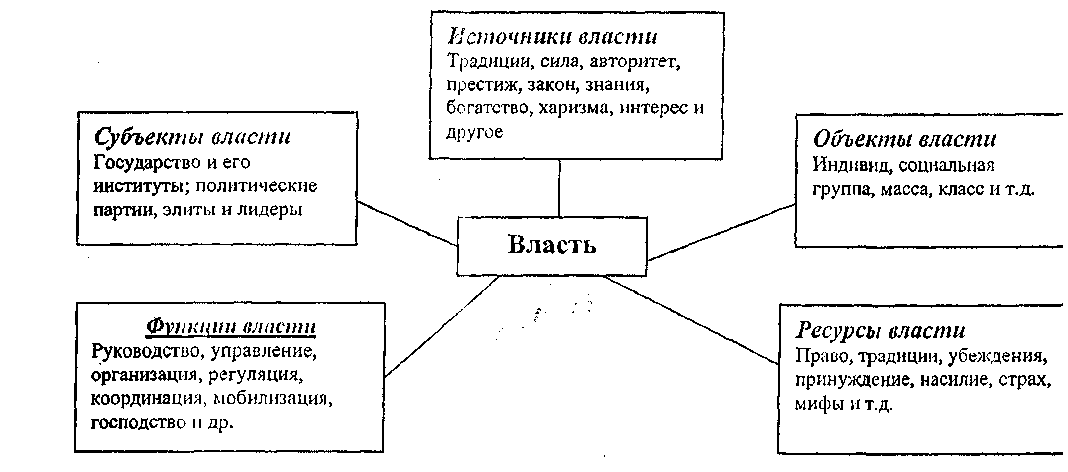 Источники власти
Традиции, сила, авторитет,
престиж, закон, знания,
богатство, харизма, интерес и
другое
Субъекты власти
Государство и его
институты; политические
партии, элиты и лидеры
Объекты власти
Индивид, социальная
группа, масса, класс и т.д.
Власть
Функции власти
Руководство, управление,
организация, регуляция,
координация, мобилизация,
господство и др.
Ресурсы власти
Право, традиции, убеждения,
принуждение, насилие, страх,
мифы и т.д.